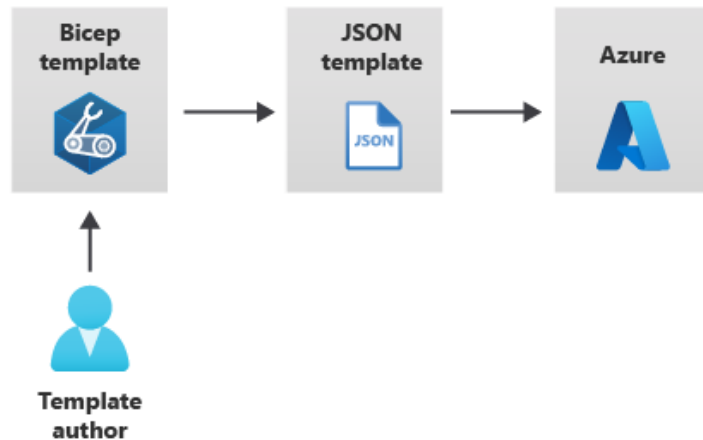 Bicep
template
JSON
template
JSON
Azure
Template
author